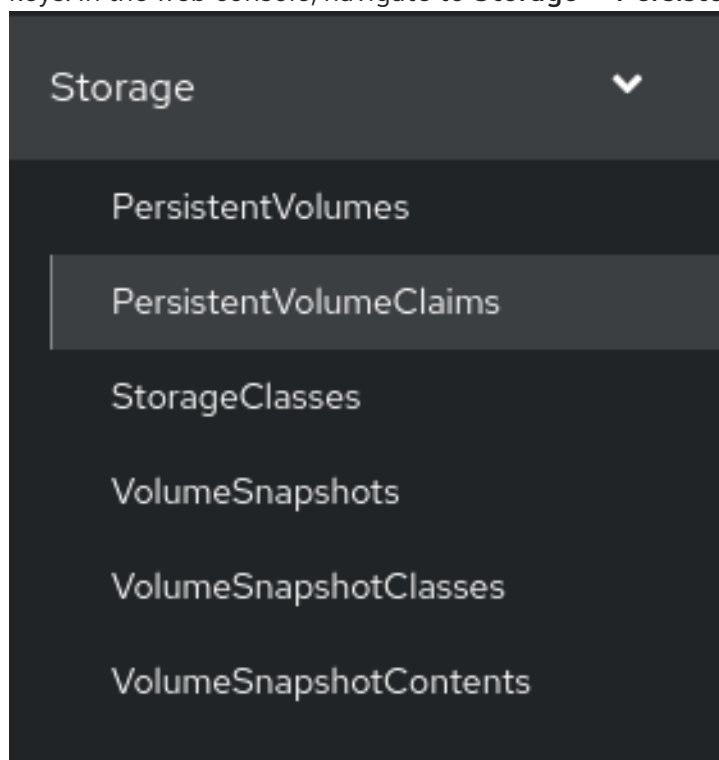 Storage
PersistentVolumes
PersistentVolumeClaims
StorageClasses
VolumeSnapshots
VolumeSnapshotClasses
VolumeSnapshotContents